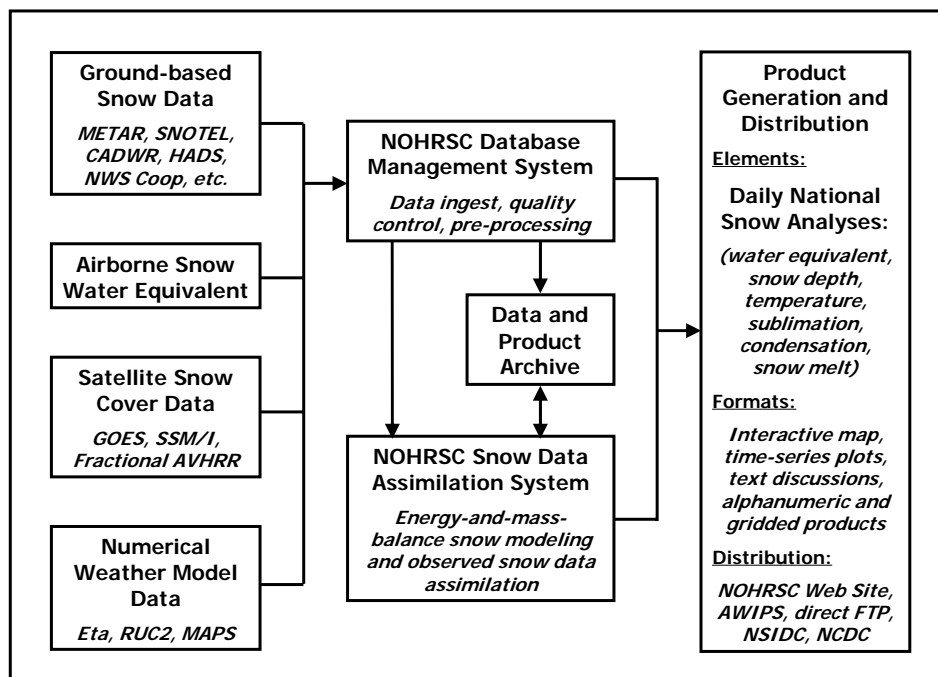 Ground-based
Snow Data
METAR, SNOTEL,
CADWR, HADS,
NWS Coop, etc.
Airborne Snow
Water Equivalent
Satellite Snow
Cover Data
GOES, SSM/I,
Fractional AVHRR
Numerical
Weather Model
Data
Eta, RUC2, MAPS
NOHRSC Database
Management System
Data ingest, quality
control, pre-processing
Data and
Product
Archive
NOHRSC Snow Data
Assimilation System
Energy-and-mass-
balance snow modeling
and observed snow data
assimilation
Product
Generation and
Distribution
Elements:
Daily National
Snow Analyses:
(water equivalent,
snow depth,
temperature,
sublimation,
condensation,
snow melt)
Formats:
Interactive map,
time-series plots,
text discussions,
alphanumeric and
gridded products
Distribution:
NOHRSC Web Site,
AWIPS, direct FTP,
NSIDC, NCDC